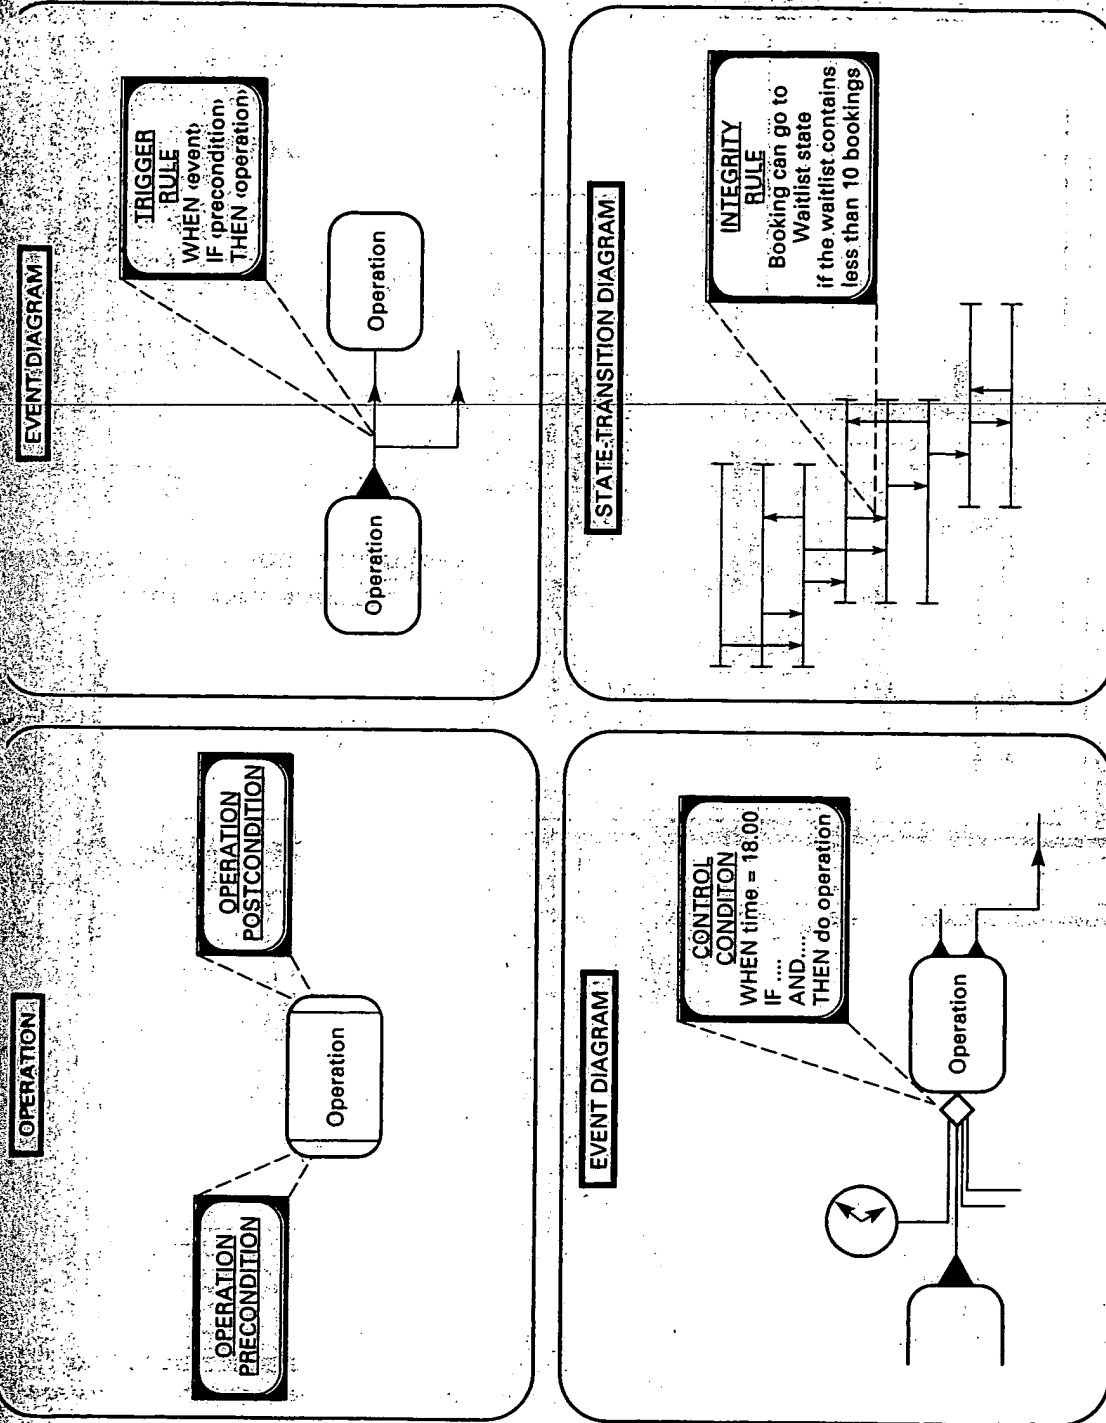 OPERATION
OPERATION
PRECONDITION
OPERATION
POSTCONDITION
Operation
EVENT DIAGRAM
TRIGGER
RULE
WHEN ‹event›
IF ‹precondition›
THEN ‹operation›
Operation
Operation
EVENT DIAGRAM
CONTROL
CONDITON
WHEN time = 18.00
IF ....
AND....
THEN do operation
Operation
STATE-TRANSITION DIAGRAM
INTEGRITY
RULE
Booking can go to
Waitlist state
if the waitlist contains
less than 10 bookings